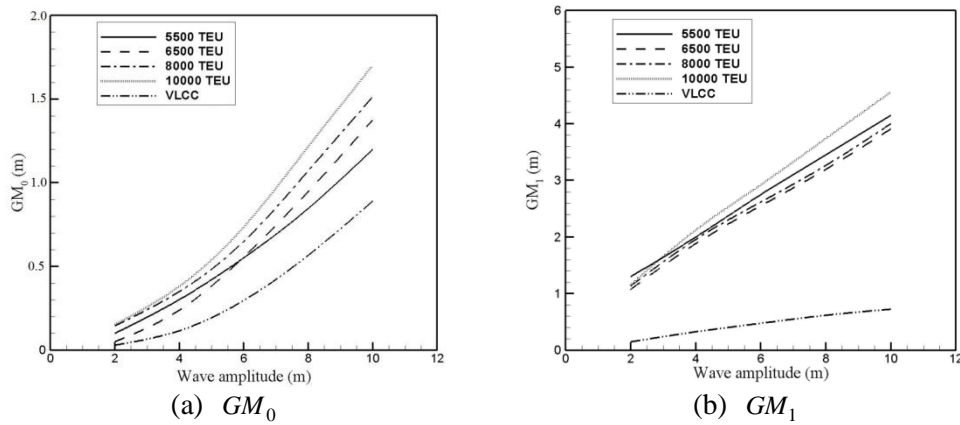 2.0
5500 TEU
6500 TEU
8000 TEU
10000 TEU
VLCC
1.5
1.0
0.5
0
GM0 (m)
0 2 4 6 8 10 12
Wave amplitude (m)
(a) GM0
6
5500 TEU
6500 TEU
8000 TEU
10000 TEU
VLCC
5
4
3
2
1
0
GM1 (m)
0 2 4 6 8 10 12
Wave amplitude (m)
(b) GM1